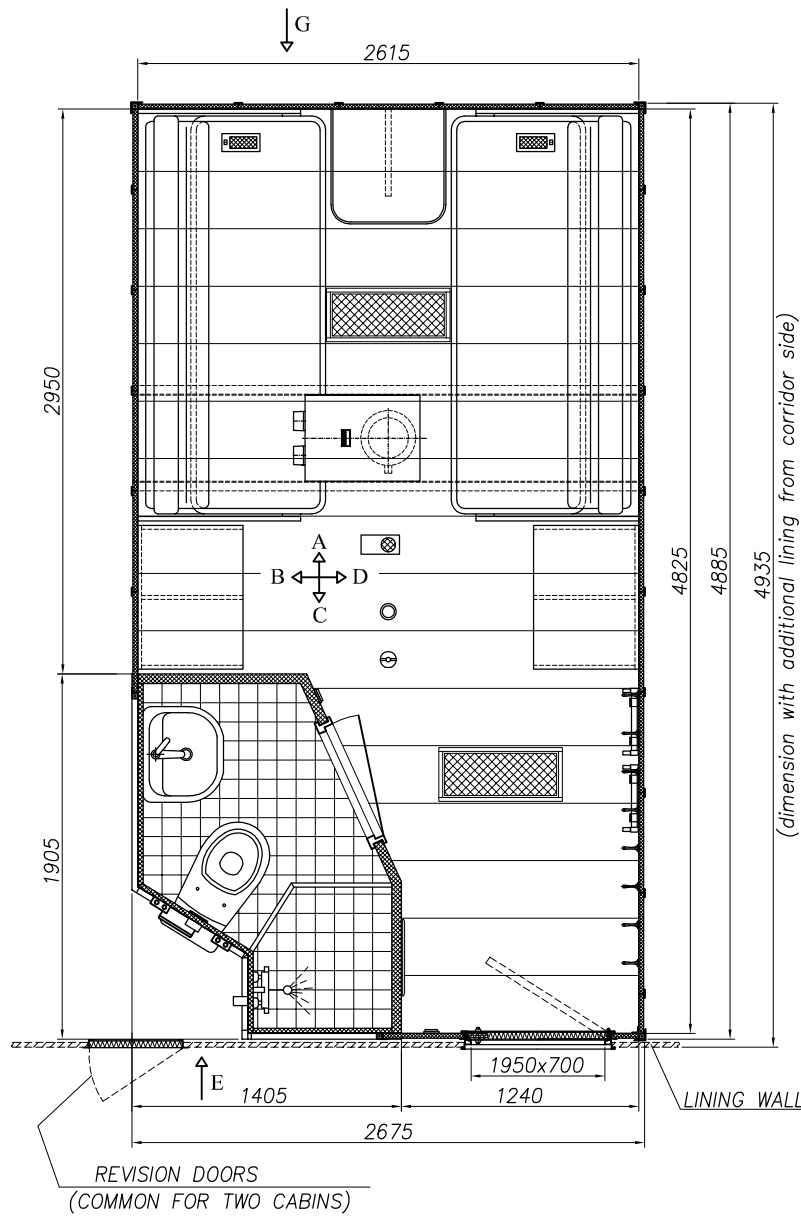 G
2615
2950
4825
4885
4935
(dimension with additional lining from corridor side)
A
B
D
C
1905
E
1950x700
1405
1240
LINING WALL
2675
REVISION DOORS
(COMMON FOR TWO CABINS)